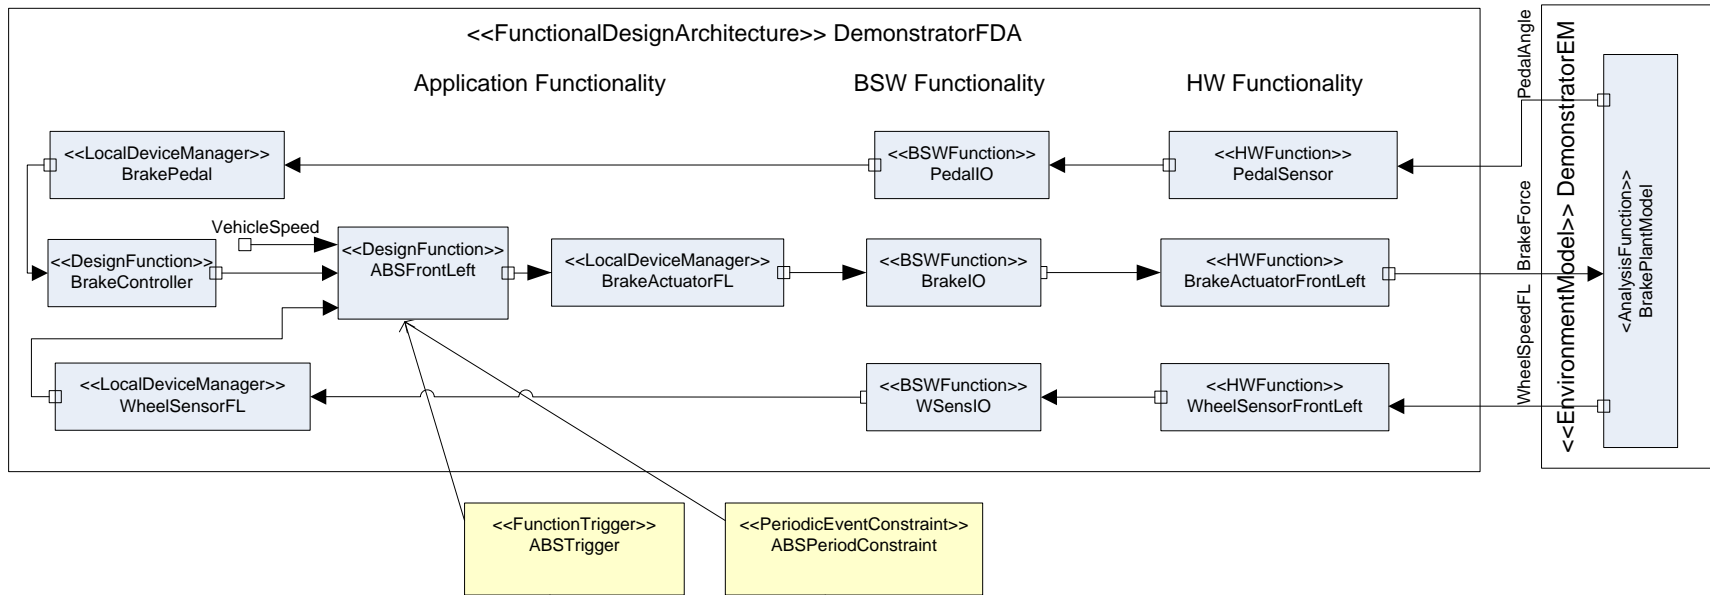 <<FunctionalDesignArchitecture>> DemonstratorFDA
Application Functionality
BSW Functionality
HW Functionality
<<LocalDeviceManager>>
BrakePedal
<<BSWFunction>>
PedalIO
<<HWFunction>>
PedalSensor
VehicleSpeed
<<DesignFunction>>
BrakeController
<<DesignFunction>>
ABSFrontLeft
<<LocalDeviceManager>>
BrakeActuatorFL
<<BSWFunction>>
BrakeIO
<<HWFunction>>
BrakeActuatorFrontLeft
<<LocalDeviceManager>>
WheelSensorFL
<<BSWFunction>>
WSensIO
<<HWFunction>>
WheelSensorFrontLeft
PedalAngle
BrakeForce
WheelSpeedFL
<<EnvironmentModel>> DemonstratorEM
<AnalysisFunction>>
BrakePlantModel
<<FunctionTrigger>>
ABSTrigger
<<PeriodicEventConstraint>>
ABSPeriodConstraint